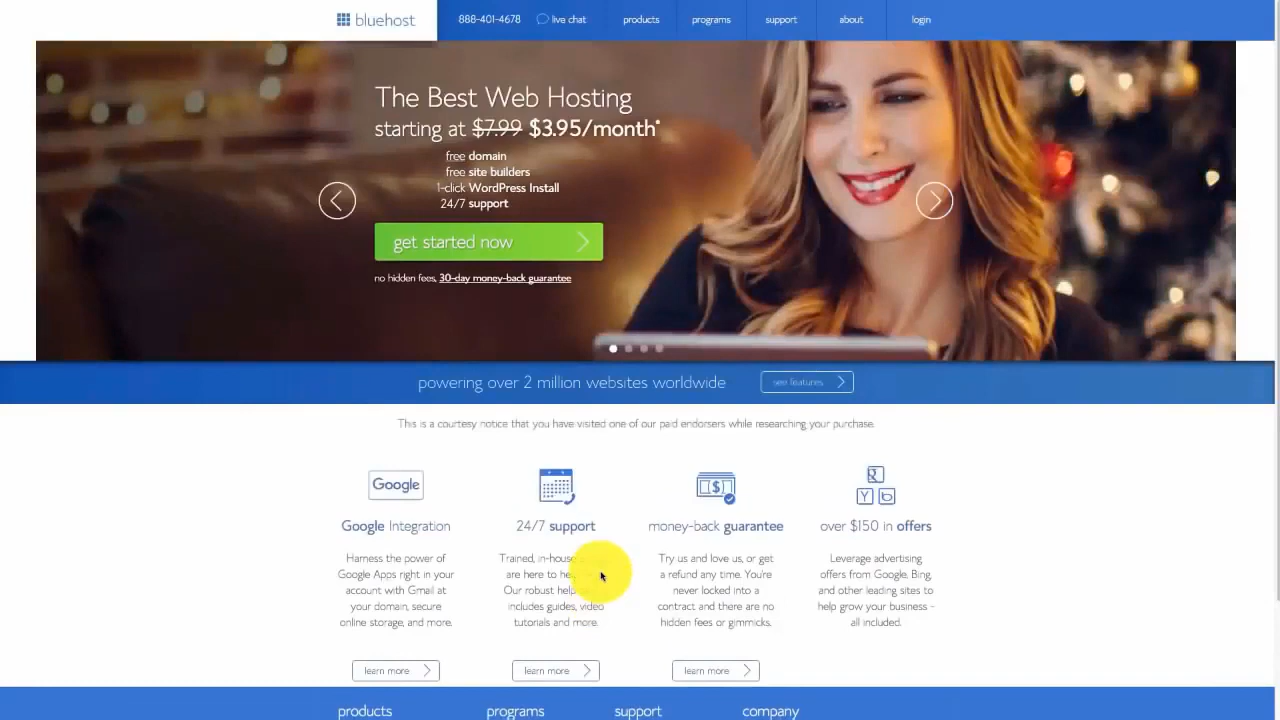 bluehost
888-401-4678 live chat products programs support about login
The Best Web Hosting
starting at $7.99 $3.95/month*
free domain
free site builders
1-click WordPress Install
24/7 support
get started now
no hidden fees, 30-day money-back guarantee
powering over 2 million websites worldwide see features
This is a courtesy notice that you have visited one of our paid endorsers while researching your purchase.
Google
Google Integration
Harness the power of
Google Apps right in your
account with Gmail at
your domain, secure
online storage, and more.
learn more
24/7 support
Trained, in-house
are here to
Our robust
includes guides, video
tutorials and more.
learn more
$
money-back guarantee
Try us and love us, or get
a refund any time. You're
never locked into a
contract and there are no
hidden fees or gimmicks.
learn more
Y b
over $150 in offers
Leverage advertising
offers from Google, Bing,
and other leading sites to
help grow your business -
all included.
products programs support company